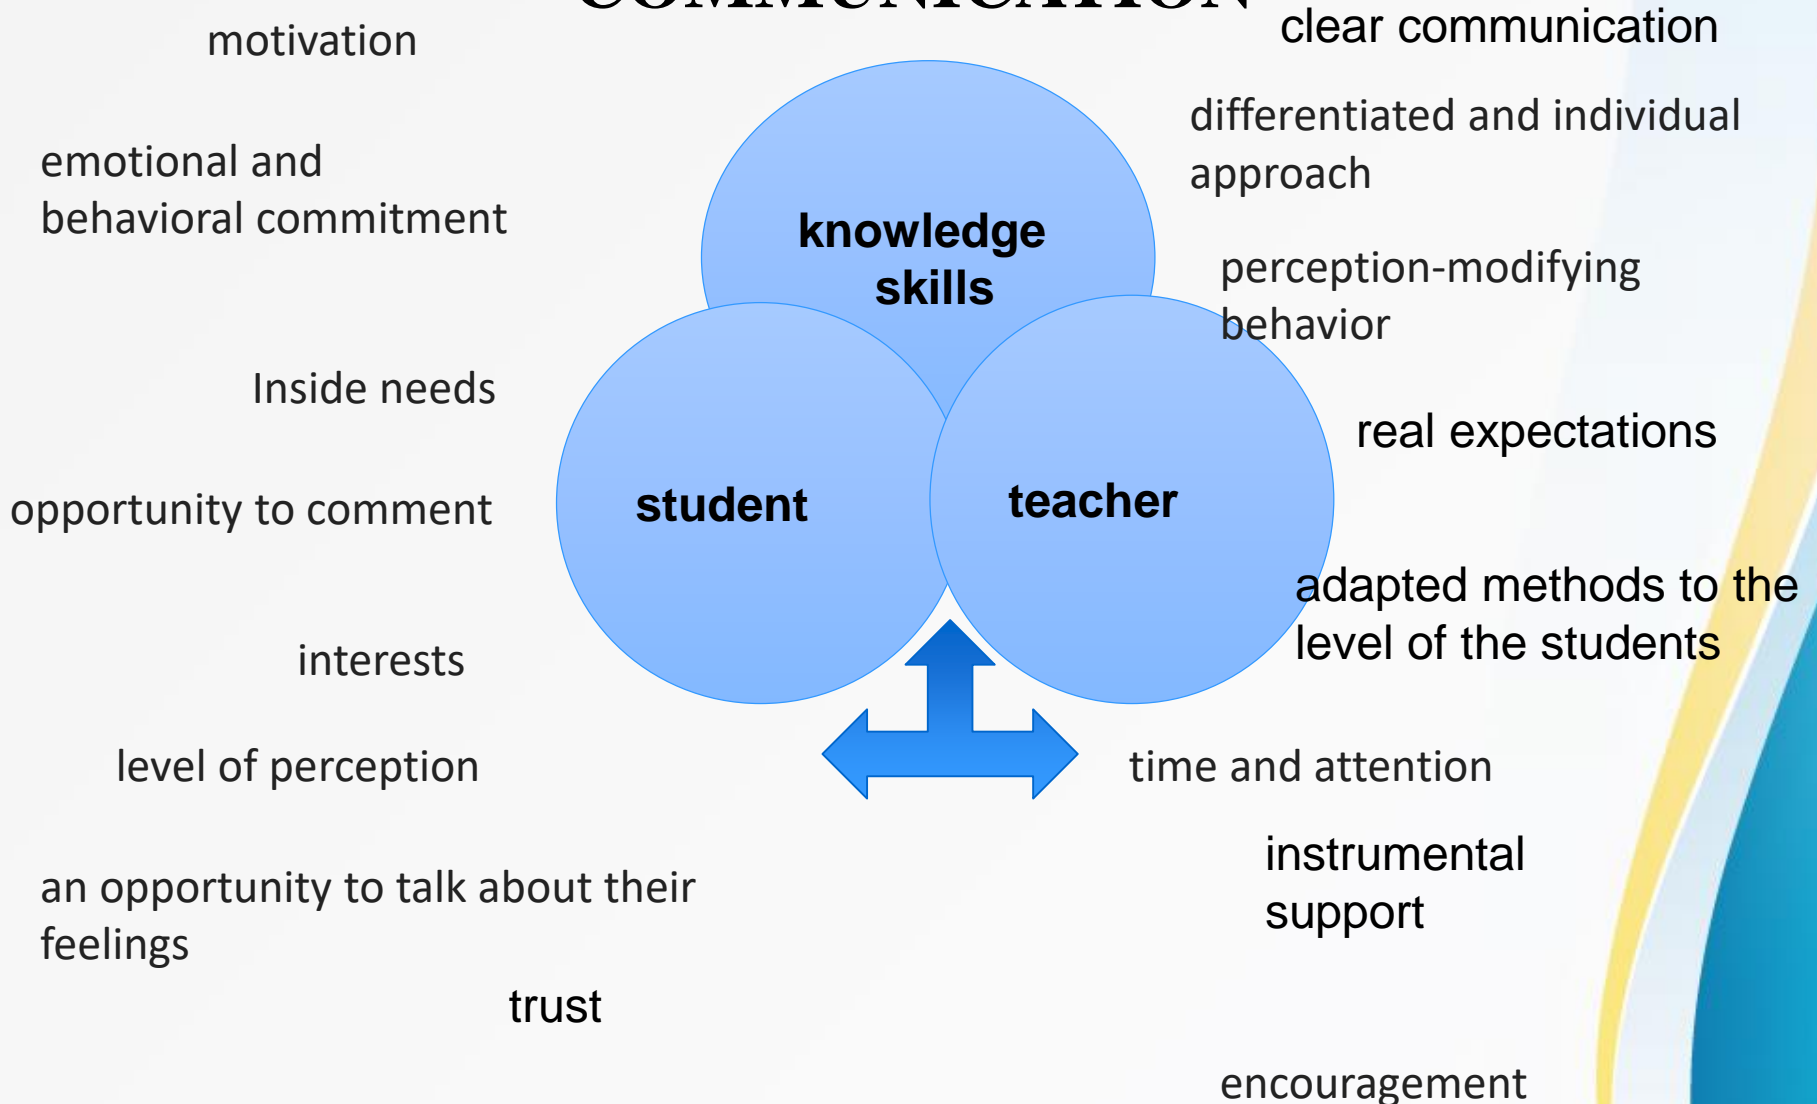 COMMUNICATION
motivation
emotional and
behavioral commitment
Inside needs
opportunity to comment
interests
level of perception
an opportunity to talk about their
feelings
trust
knowledge
skills
student
teacher
clear communication
differentiated and individual
approach
perception-modifying
behavior
real expectations
adapted methods to the
level of the students
time and attention
instrumental
support
encouragement